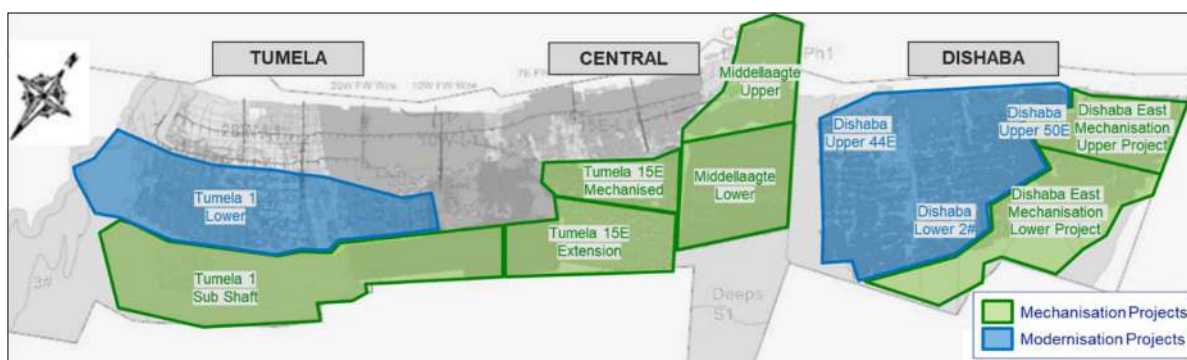 TUMELA
CENTRAL
DISHABA
Ph1
Middellaagte
Upper
Dishaba
Upper 44E
Dishaba
Upper 50E
Dishaba East
Mechanisation
Upper Project
Tumela 15E
Mechanised
Middellaagte
Lower
Tumela 1
Lower
Dishaba
Lower 2#
Dishaba East
Mechanisation
Lower Project
Tumela 15E
Extension
Tumela 1
Sub Shaft
3#
Deeps
S1
Mechanisation Projects
Modernisation Projects